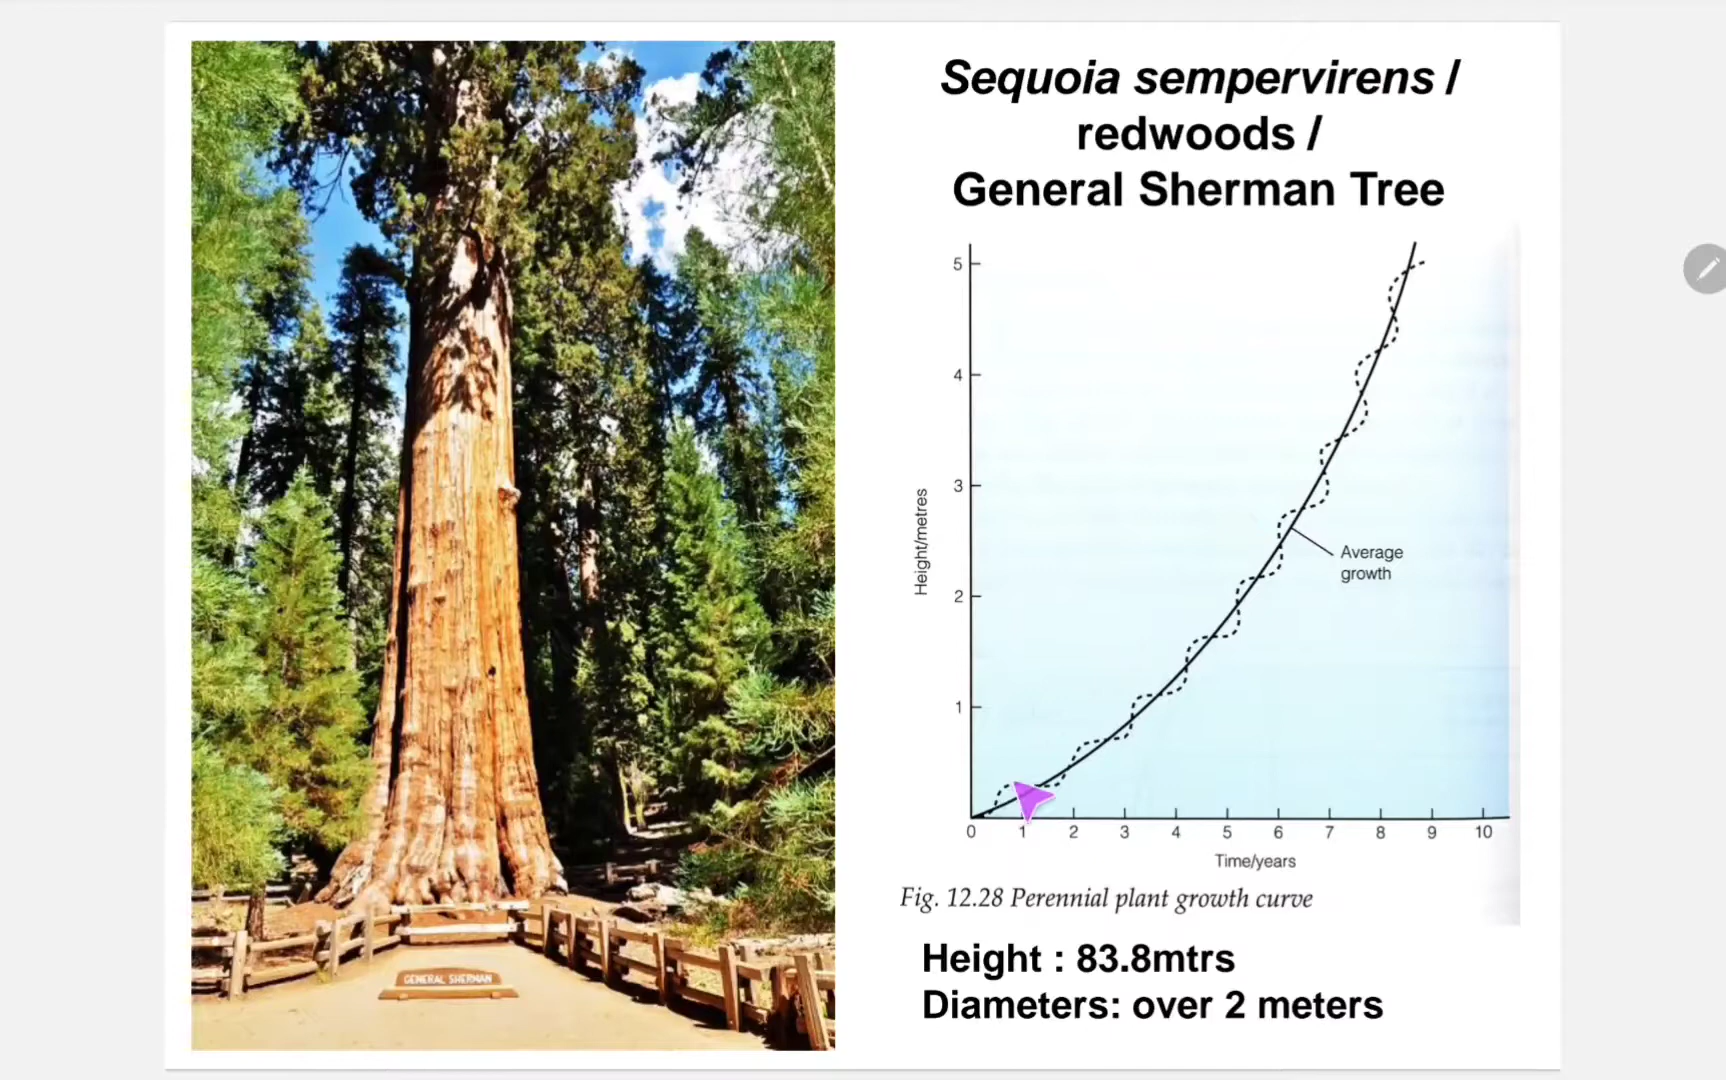 Sequoia sempervirens /
redwoods /
General Sherman Tree
5
4
3
2
1
Height/metres
Average
growth
0 1 2 3 4 5 6 7 8 9 10
Time/years
Fig. 12.28 Perennial plant growth curve
Height : 83.8mtrs
Diameters: over 2 meters
GENERAL SHERMAN